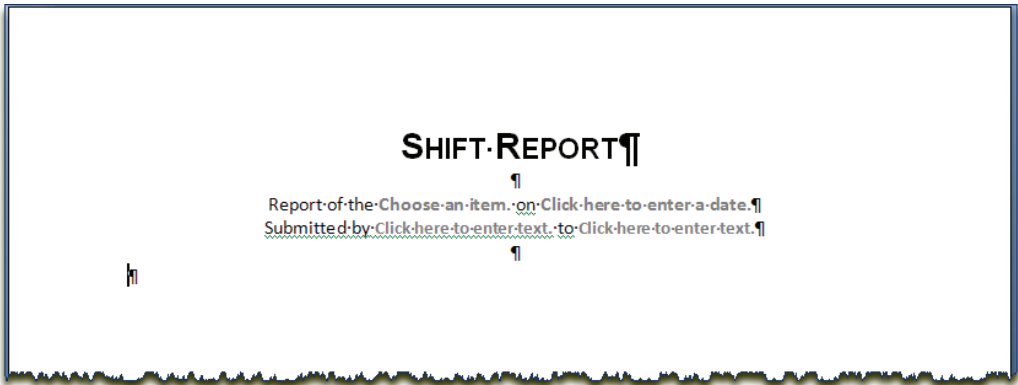 SHIFT·REPORT¶
¶
Report·of·the·Choose·an·item.·on·Click·here·to·enter·a·date.¶
Submitted·by·Click·here·to·enter·text.·to·Click·here·to·enter·text.¶
¶
¶